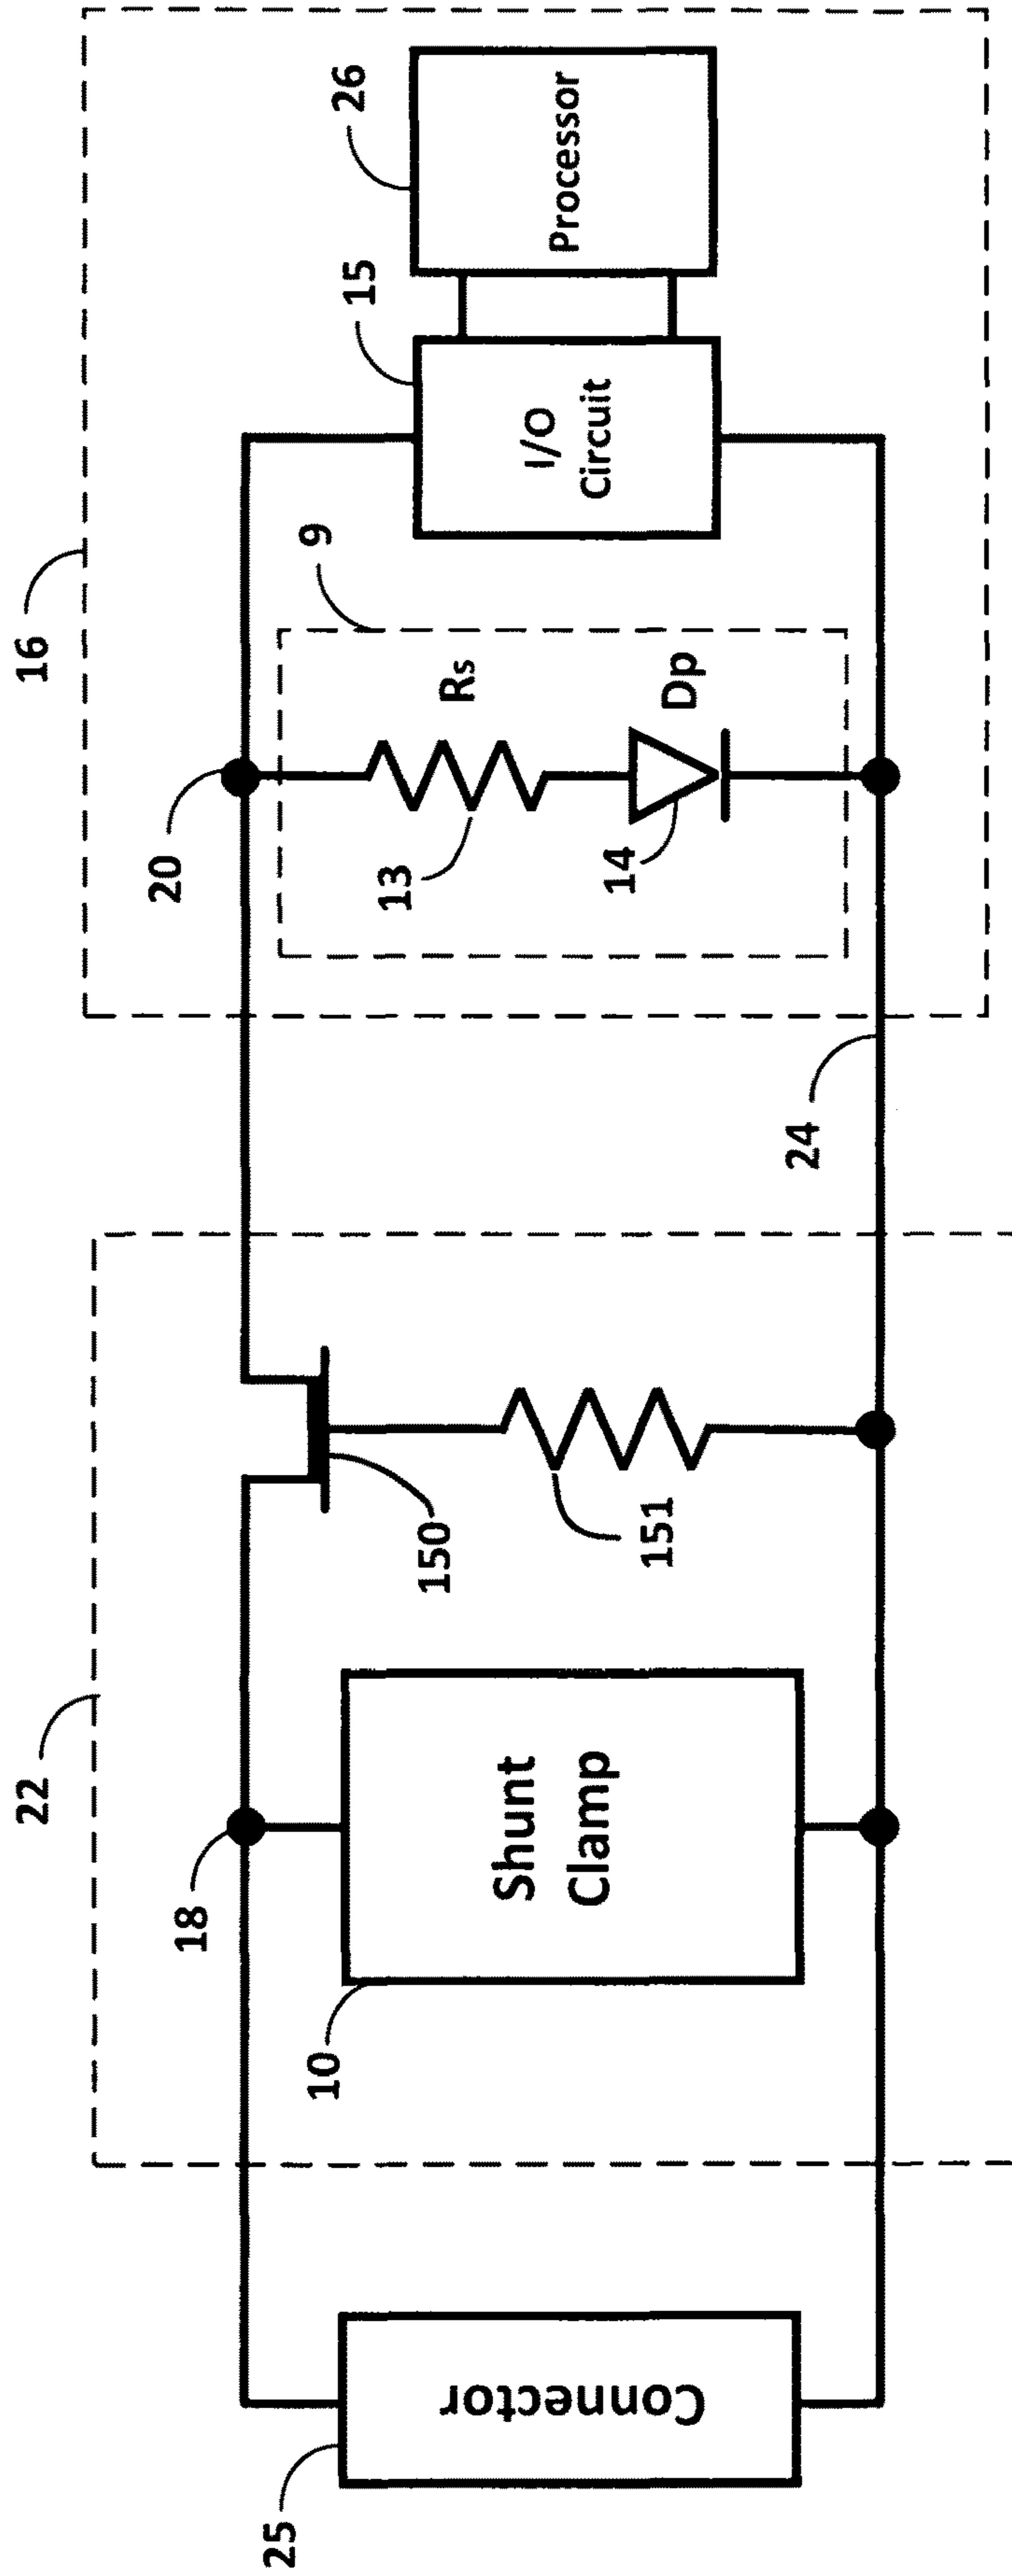 22
16
25
Connector
10
18
Shunt
Clamp
150
151
24
20
9
13
Rs
14
Dp
15
I/O
Circuit
26
Processor